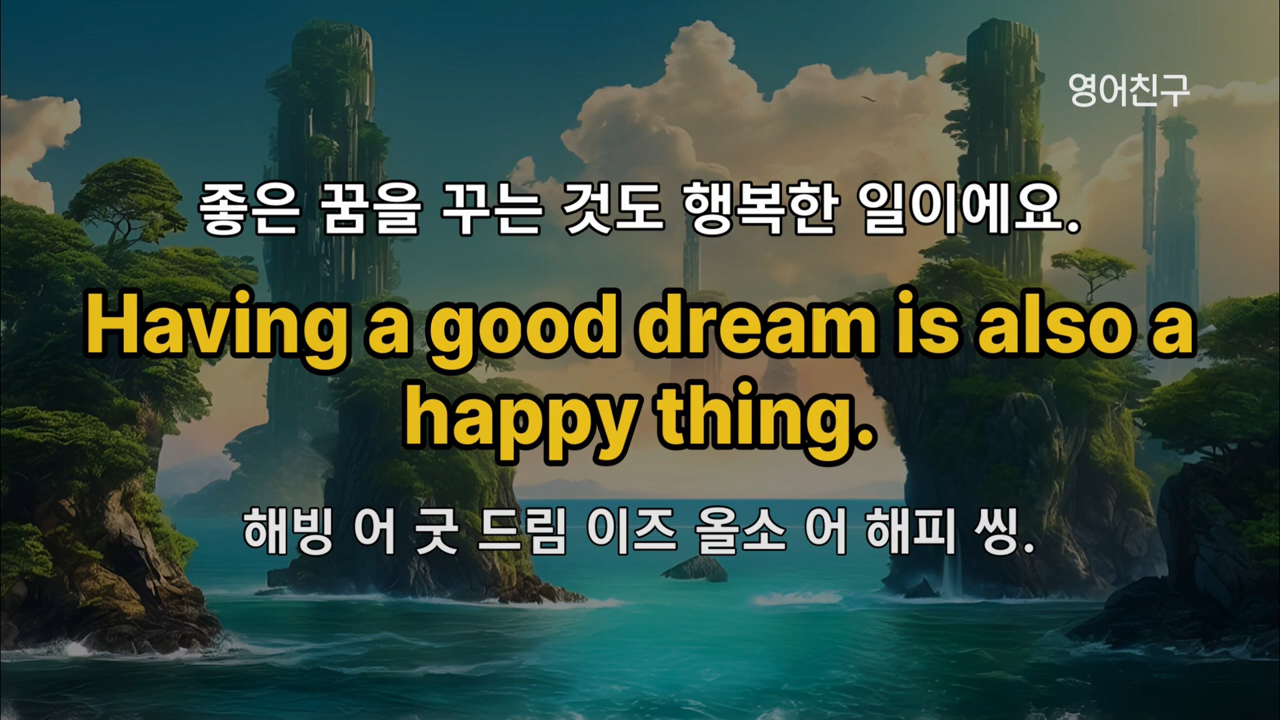 영어친구
좋은 꿈을 꾸는 것도 행복한 일이에요.
Having a good dream is also a
happy thing.
해빙 어 굿 드림 이즈 올소 어 해피 씽.